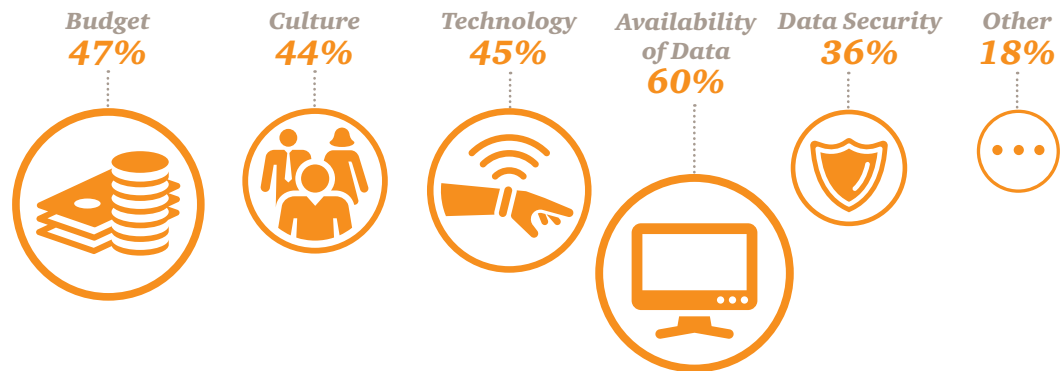 Budget
47%
Culture
44%
Technology
45%
Availability
of Data
60%
Data Security
36%
Other
18%